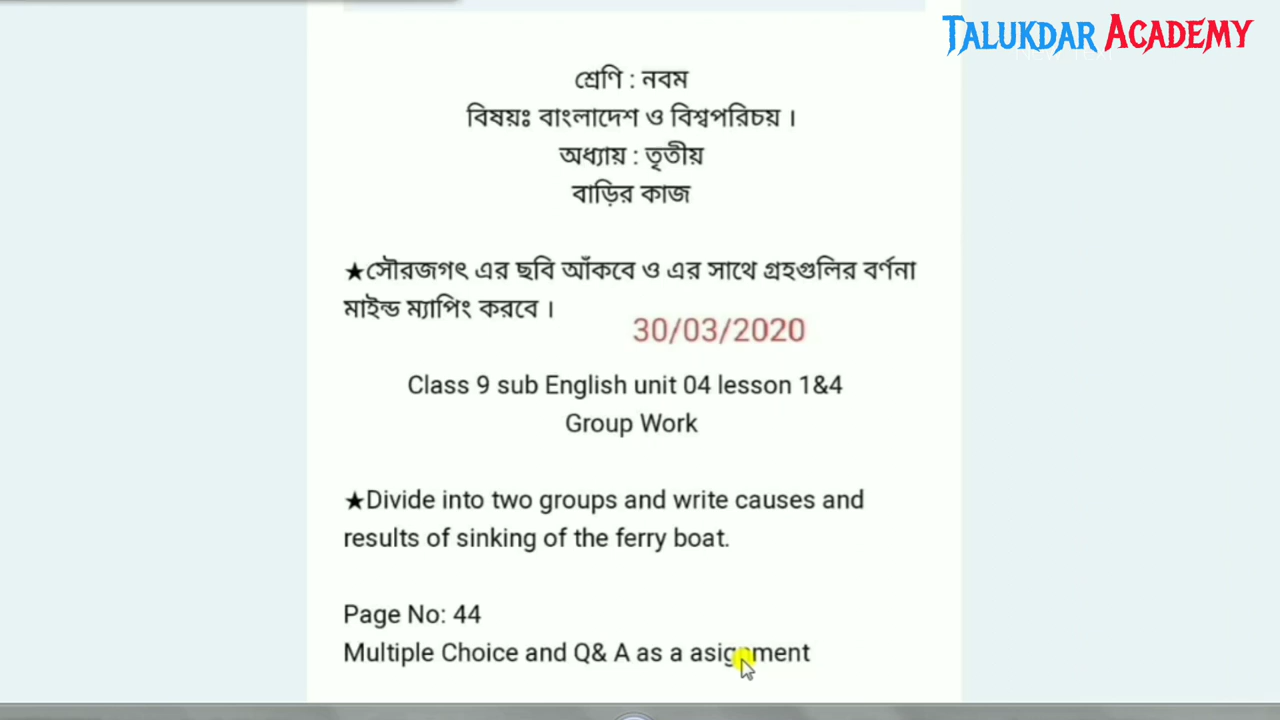 TALUKDAR ACADEMY
শ্রেণি : নবম
বিষয়ঃ বাংলাদেশ ও বিশ্বপরিচয় ।
অধ্যায় : তৃতীয়
বাড়ির কাজ
★সৌরজগৎ এর ছবি আঁকবে ও এর সাথে গ্রহগুলির বর্ণনা
মাইন্ড ম্যাপিং করবে ।
30/03/2020
Class 9 sub English unit 04 lesson 1&4
Group Work
★Divide into two groups and write causes and
results of sinking of the ferry boat.
Page No: 44
Multiple Choice and Q& A as a asignment